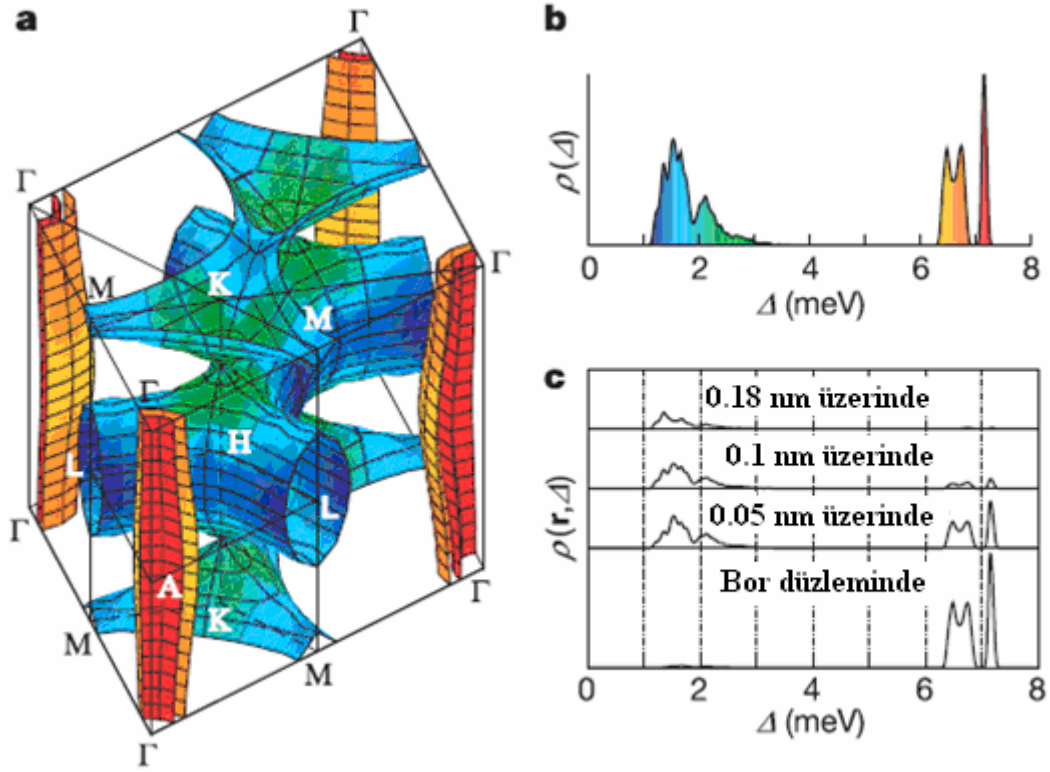 a
Γ
Γ
Γ
M
K
M
Γ
H
L
L
Γ
A
K
Γ
M
M
Γ
b
ρ(Δ)
0 2 4 6 8
Δ (meV)
c
0.18 nm üzerinde
0.1 nm üzerinde
0.05 nm üzerinde
Bor düzleminde
ρ(r,Δ)
0 2 4 6 8
Δ (meV)